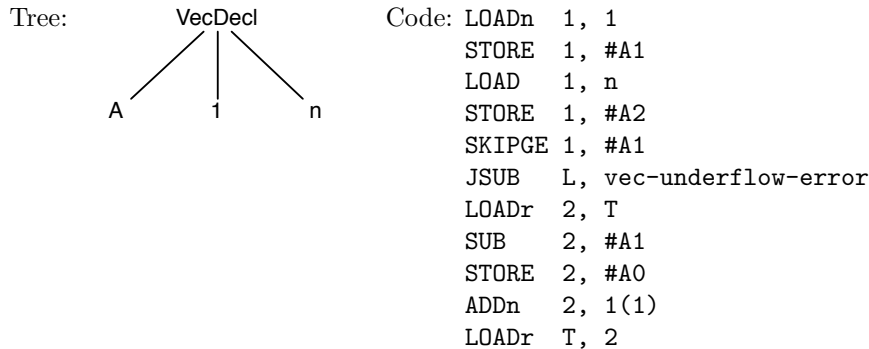 Tree: VecDecl Code: LOADn 1, 1
STORE 1, #A1
LOAD 1, n
A 1 n STORE 1, #A2
SKIPGE 1, #A1
JSUB L, vec-underflow-error
LOADr 2, T
SUB 2, #A1
STORE 2, #A0
ADDn 2, 1(1)
LOADr T, 2